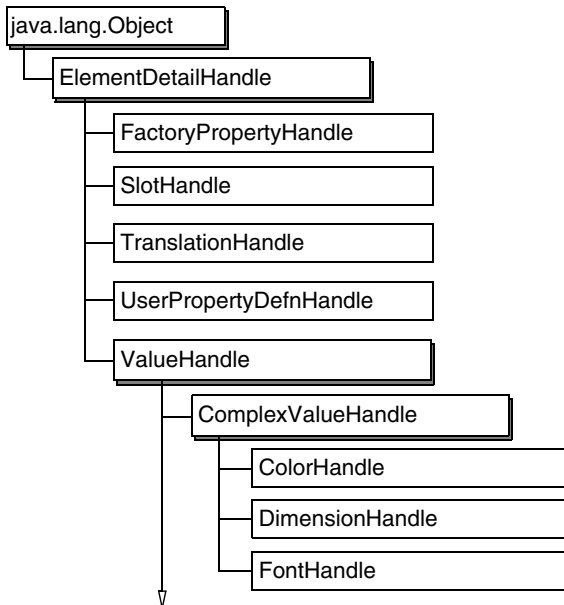 java.lang.Object
ElementDetailHandle
FactoryPropertyHandle
SlotHandle
TranslationHandle
UserPropertyDefnHandle
ValueHandle
ComplexValueHandle
ColorHandle
DimensionHandle
FontHandle